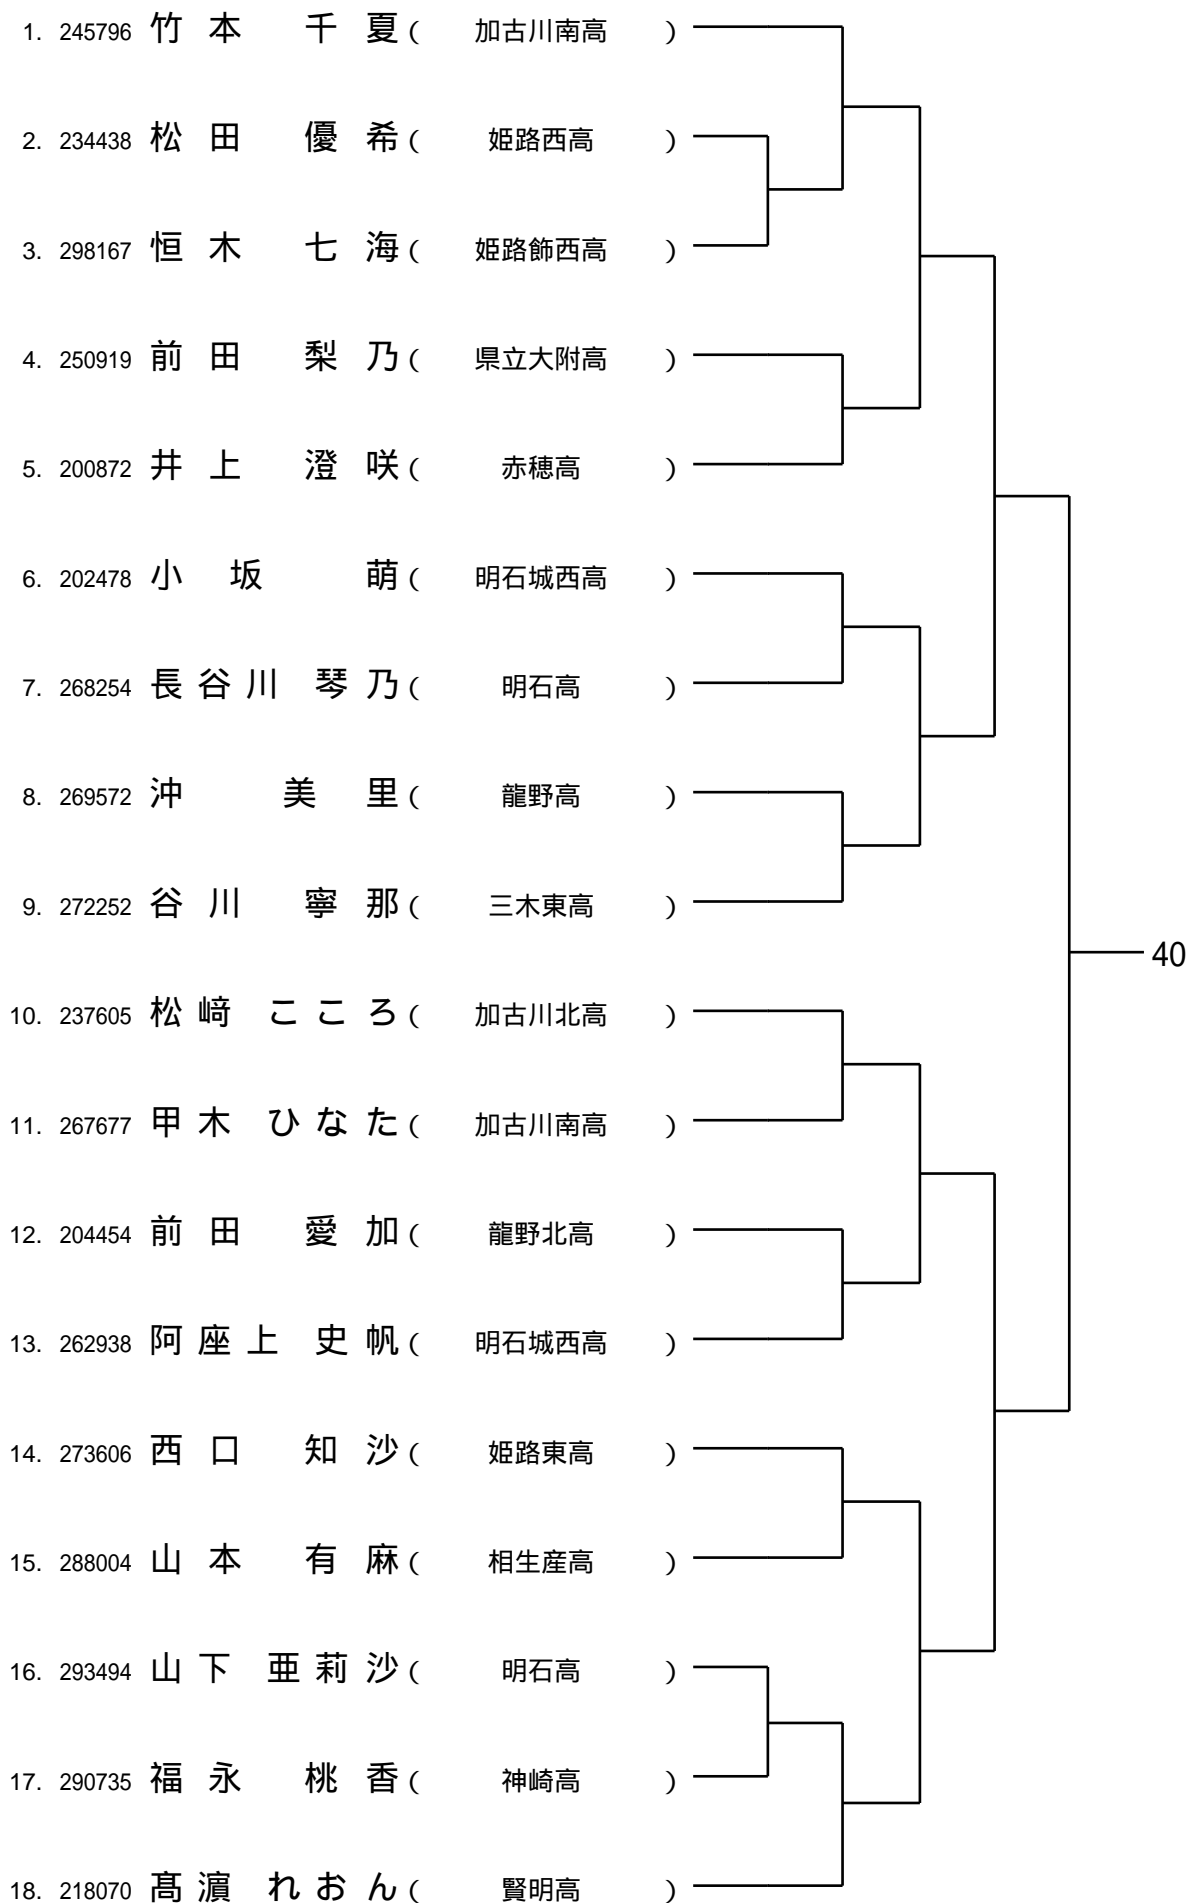 1. 245796 竹本 千夏 ( 加古川南高 )
2. 234438 松田 優希 ( 姫路西高 )
3. 298167 恒木 七海 ( 姫路飾西高 )
4. 250919 前田 梨乃 ( 県立大附高 )
5. 200872 井上 澄咲 ( 赤穂高 )
6. 202478 小坂 萌 ( 明石城西高 )
7. 268254 長谷川 琴乃 ( 明石高 )
8. 269572 沖 美里 ( 龍野高 )
9. 272252 谷川 寧那 ( 三木東高 )
40
10. 237605 松﨑 こころ ( 加古川北高 )
11. 267677 甲木 ひなた ( 加古川南高 )
12. 204454 前田 愛加 ( 龍野北高 )
13. 262938 阿座上 史帆 ( 明石城西高 )
14. 273606 西口 知沙 ( 姫路東高 )
15. 288004 山本 有麻 ( 相生産高 )
16. 293494 山下 亜莉沙 ( 明石高 )
17. 290735 福永 桃香 ( 神崎高 )
18. 218070 髙濵 れおん ( 賢明高 )